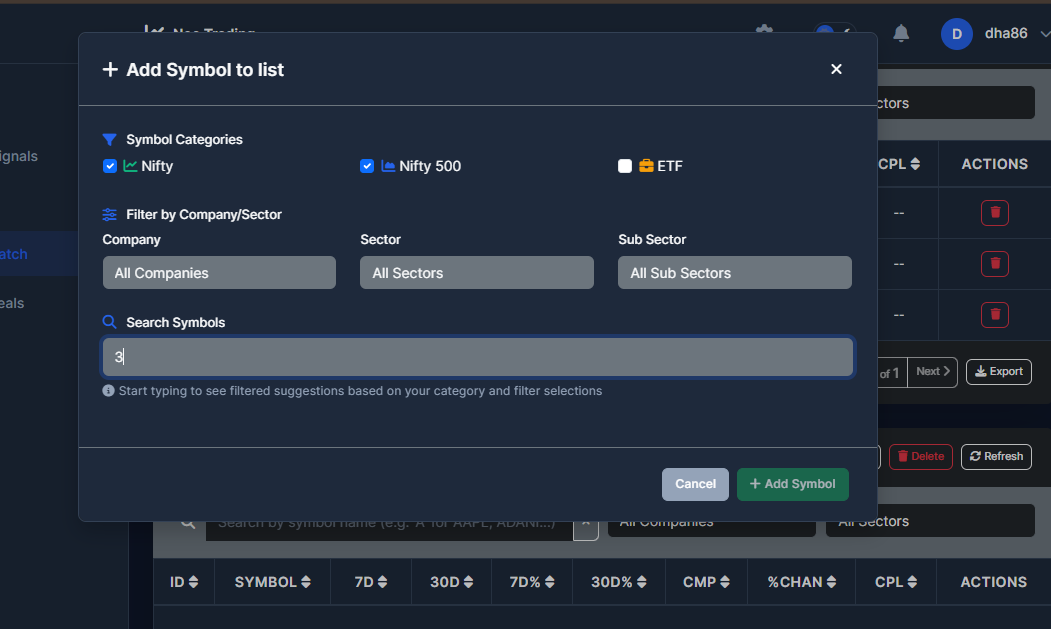 Neo Trading
D dha86
Add Symbol to list
Symbol Categories
Nifty
Nifty 500
ETF
Filter by Company/Sector
Company
Sector
Sub Sector
All Companies
All Sectors
All Sub Sectors
Search Symbols
3
Start typing to see filtered suggestions based on your category and filter selections
Cancel
+ Add Symbol
ignals
atch
eals
ctors
CPL
ACTIONS
--
--
--
of 1
Next
Export
Delete
Refresh
Search by symbol name (e.g. 'A' for AAPL, ADANI...)
All Companies
All Sectors
ID
SYMBOL
7D
30D
7D%
30D%
CMP
%CHAN
CPL
ACTIONS